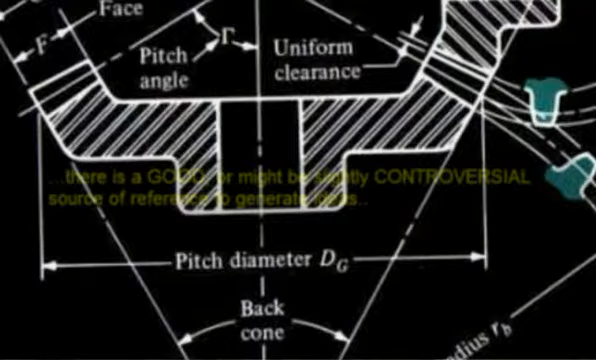 Face
F
Γ
Pitch
angle
Uniform
clearance
...there is a GOOD, or might be slightly CONTROVERSIAL
source of reference to generate ideas..
Pitch diameter D_G
Back
cone
dius r_b